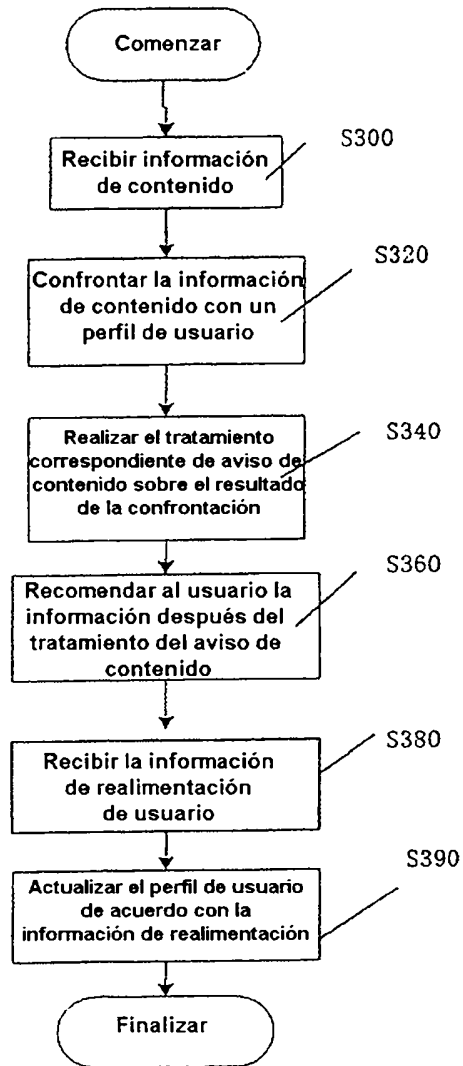 Comenzar
S300
Recibir información
de contenido
S320
Confrontar la información
de contenido con un
perfil de usuario
S340
Realizar el tratamiento
correspondiente de aviso de
contenido sobre el resultado
de la confrontación
S360
Recomendar al usuario la
información después del
tratamiento del aviso de
contenido
S380
Recibir la información
de realimentación
de usuario
S390
Actualizar el perfil de usuario
de acuerdo con la
información de realimentación
Finalizar